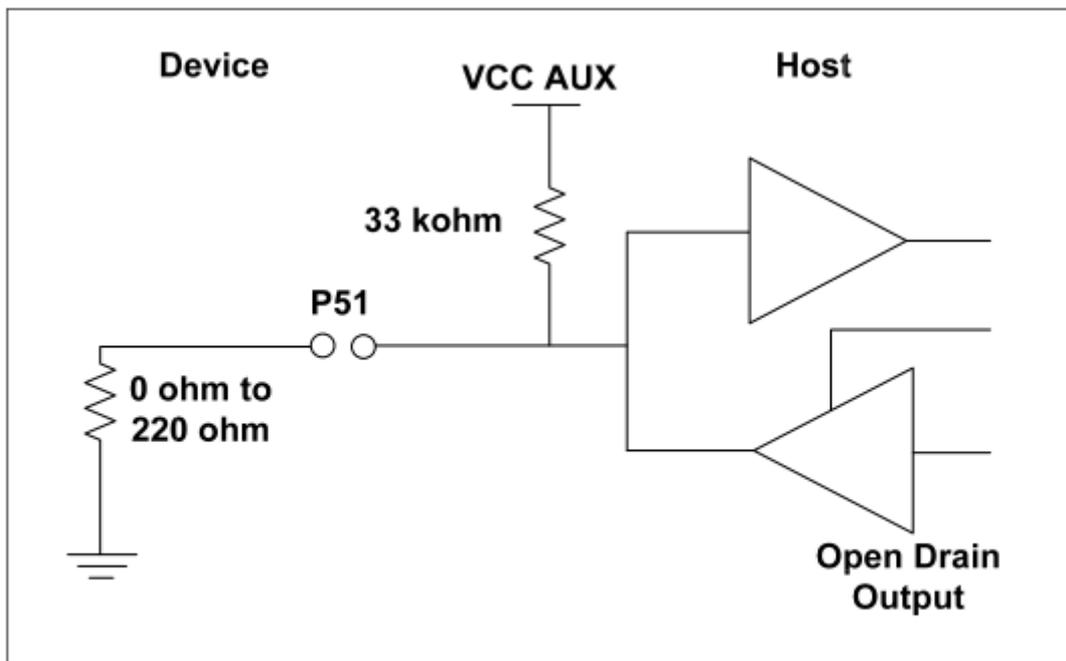 Device
VCC AUX
Host
33 kohm
P51
0 ohm to
220 ohm
Open Drain
Output